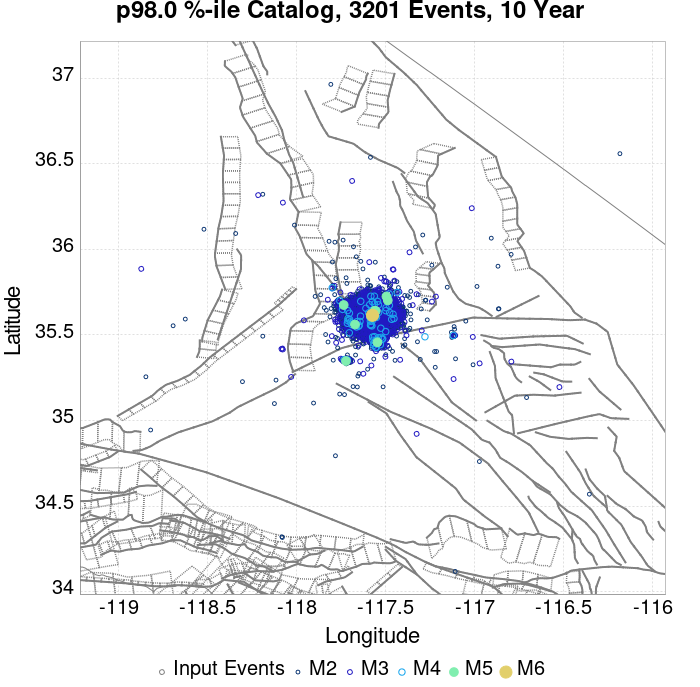 p98.0 %-ile Catalog, 3201 Events, 10 Year
37
36.5
36
35.5
35
34.5
34
Latitude
-119
-118.5
-118
-117.5
-117
-116.5
-116
Longitude
Input Events
M2
M3
M4
M5
M6